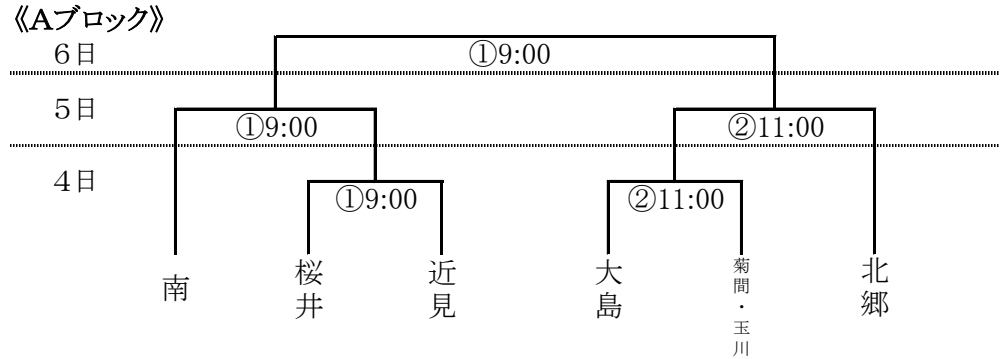 《Aブロック》
6日
①9:00
5日
①9:00
②11:00
4日
①9:00
②11:00
南
桜井
近見
大島
菊間・玉川
北郷